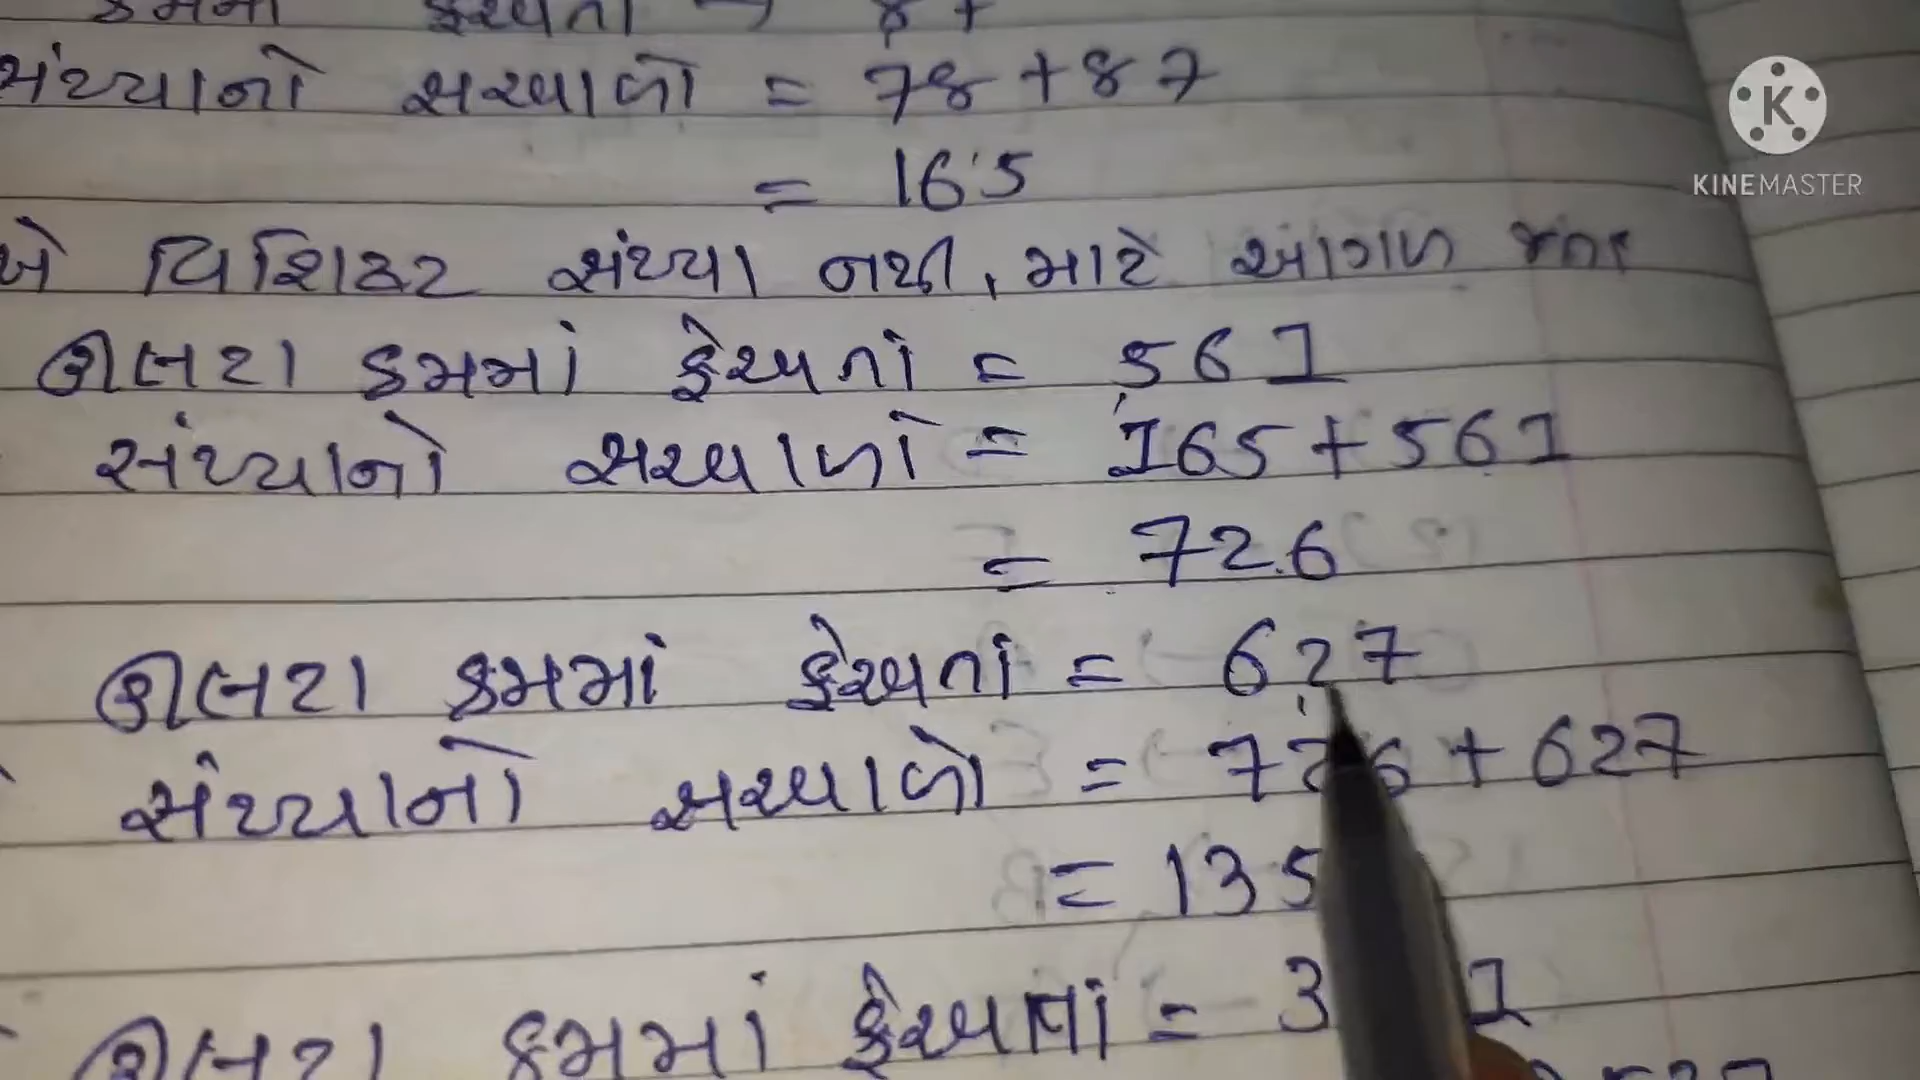 સંખ્યાનો સરવાળો = 78 + 87
= 165
વિશિષ્ટ સંખ્યા નથી, માટે આગળ
ઊલટા ક્રમમાં ફેરવતાં = 561
સંખ્યાનો સરવાળો = 165 + 561
= 726
ઊલટા ક્રમમાં ફેરવતાં = 627
સંખ્યાનો સરવાળો = 726 + 627
= 135
ઊલટા ક્રમમાં ફેરવતાં = 3 1
K
KINEMASTER